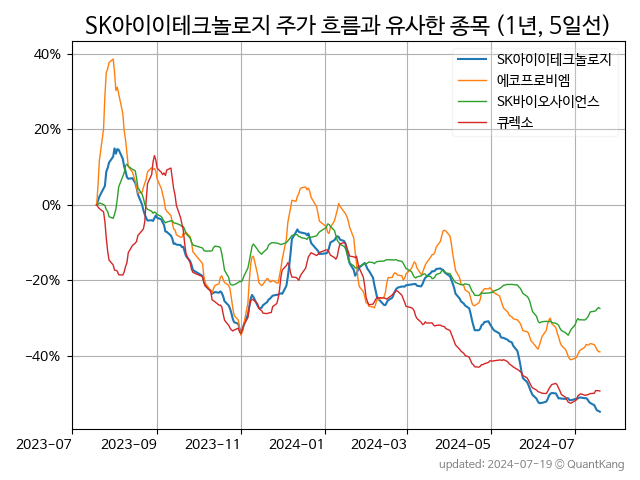 SK아이이테크놀로지 주가 흐름과 유사한 종목 (1년, 5일선)
SK아이이테크놀로지
에코프로비엠
SK바이오사이언스
큐렉소
40%
20%
0%
−20%
−40%
2023-07
2023-09
2023-11
2024-01
2024-03
2024-05
2024-07
updated: 2024-07-19 © QuantKang